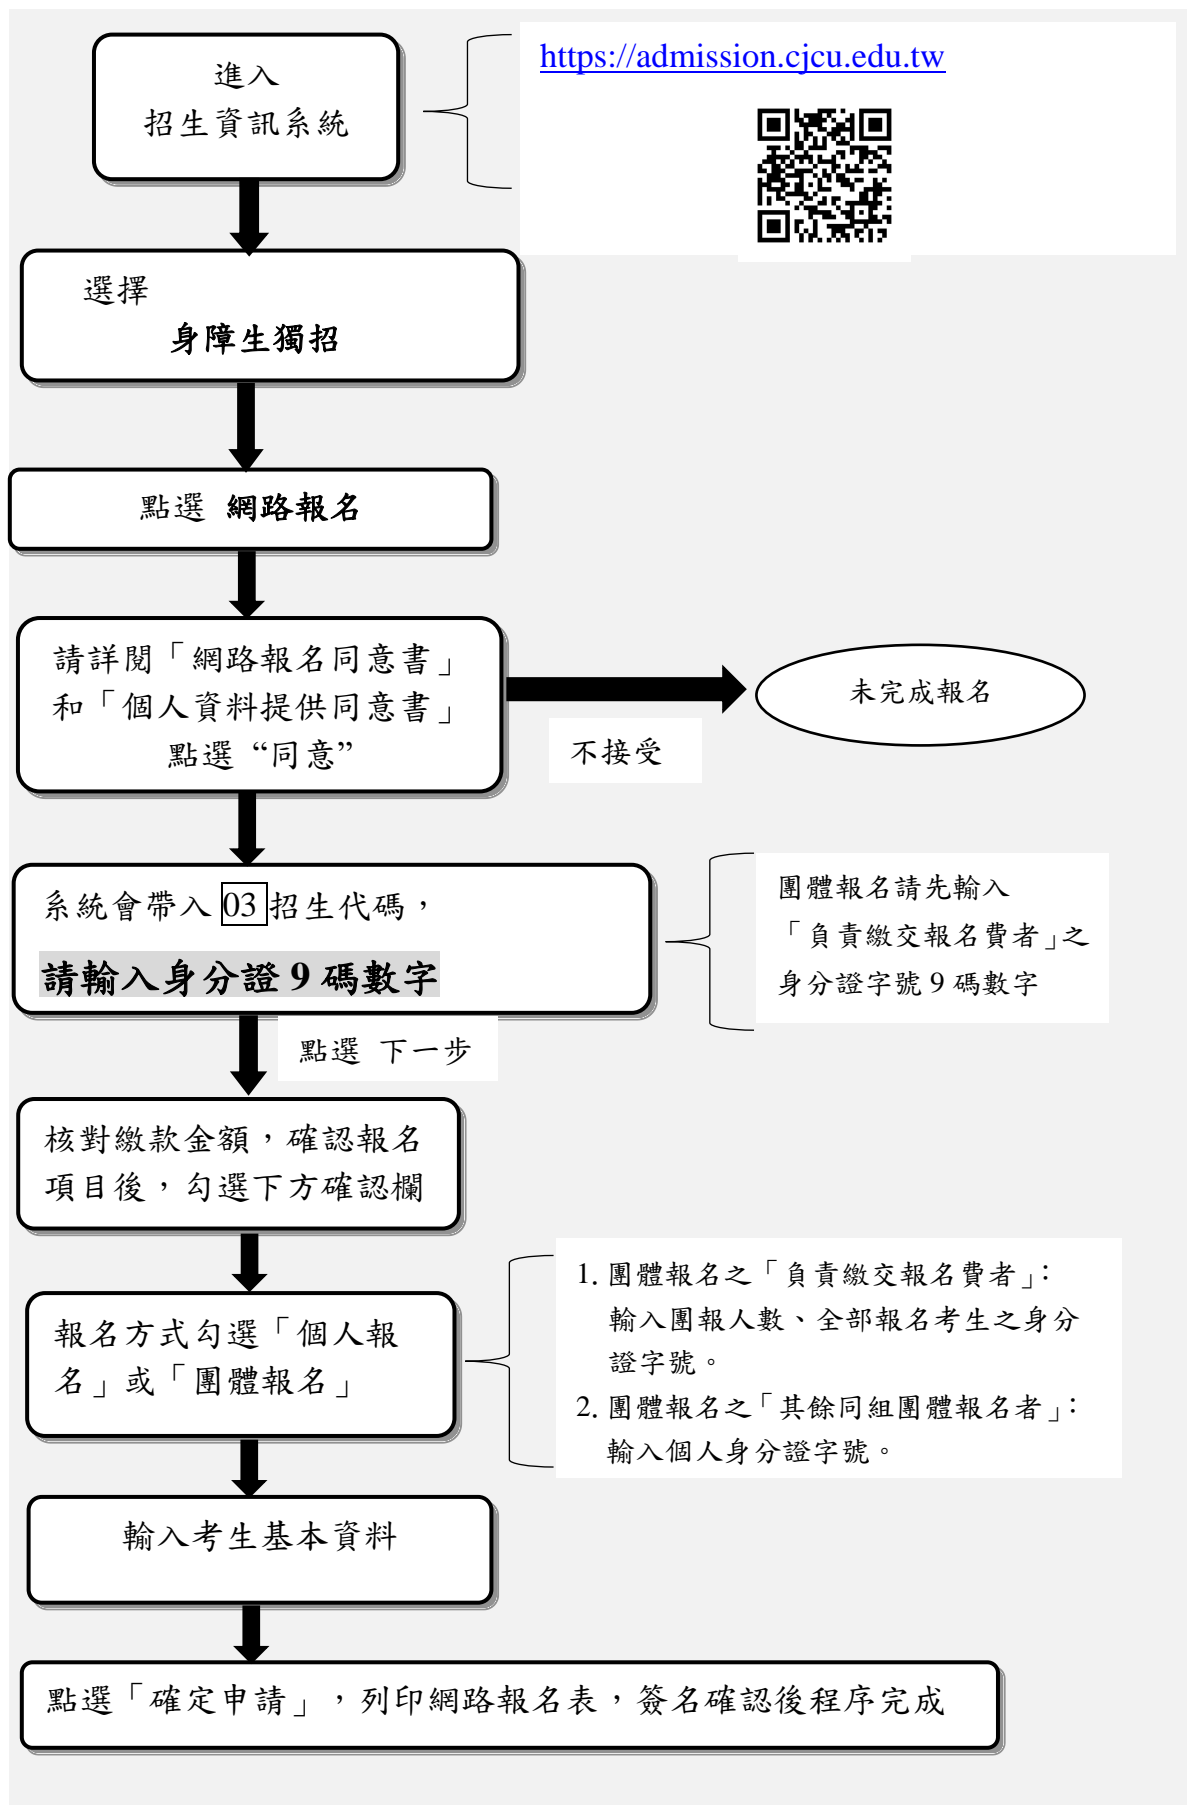 進入
招生資訊系統
https://admission.cjcu.edu.tw
選擇
身障生獨招
點選 網路報名
請詳閱「網路報名同意書」
和「個人資料提供同意書」
點選 “同意”
不接受
未完成報名
系統會帶入 03 招生代碼，
請輸入身分證 9 碼數字
團體報名請先輸入
「負責繳交報名費者」之
身分證字號 9 碼數字
點選 下一步
核對繳款金額，確認報名
項目後，勾選下方確認欄
報名方式勾選「個人報
名」或「團體報名」
1. 團體報名之「負責繳交報名費者」：
輸入團報人數、全部報名考生之身分
證字號。
2. 團體報名之「其餘同組團體報名者」：
輸入個人身分證字號。
輸入考生基本資料
點選「確定申請」，列印網路報名表，簽名確認後程序完成